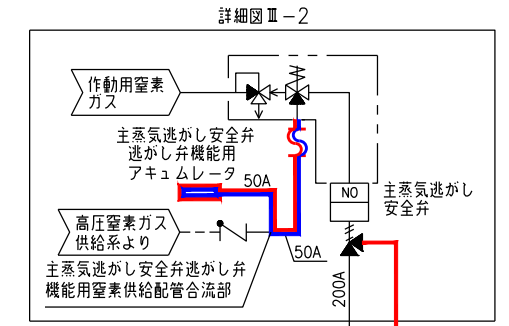 詳細図Ⅲ－2
作動用窒素
ガス
主蒸気逃がし安全弁
逃がし弁機能用
アキュムレータ
50A
NO
主蒸気逃がし
安全弁
高圧窒素ガス
供給系より
50A
主蒸気逃がし安全弁逃がし弁
機能用窒素供給配管合流部
200A